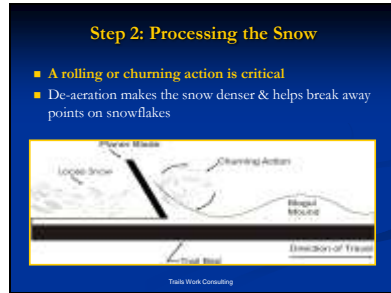 Step 2: Processing the Snow
A rolling or churning action is critical
De-aeration makes the snow denser & helps break away
points on snowflakes
Planer Blade
Loose Snow
Churning Action
Mogul
Mound
Direction of Travel
Trail Bed
Trails Work Consulting